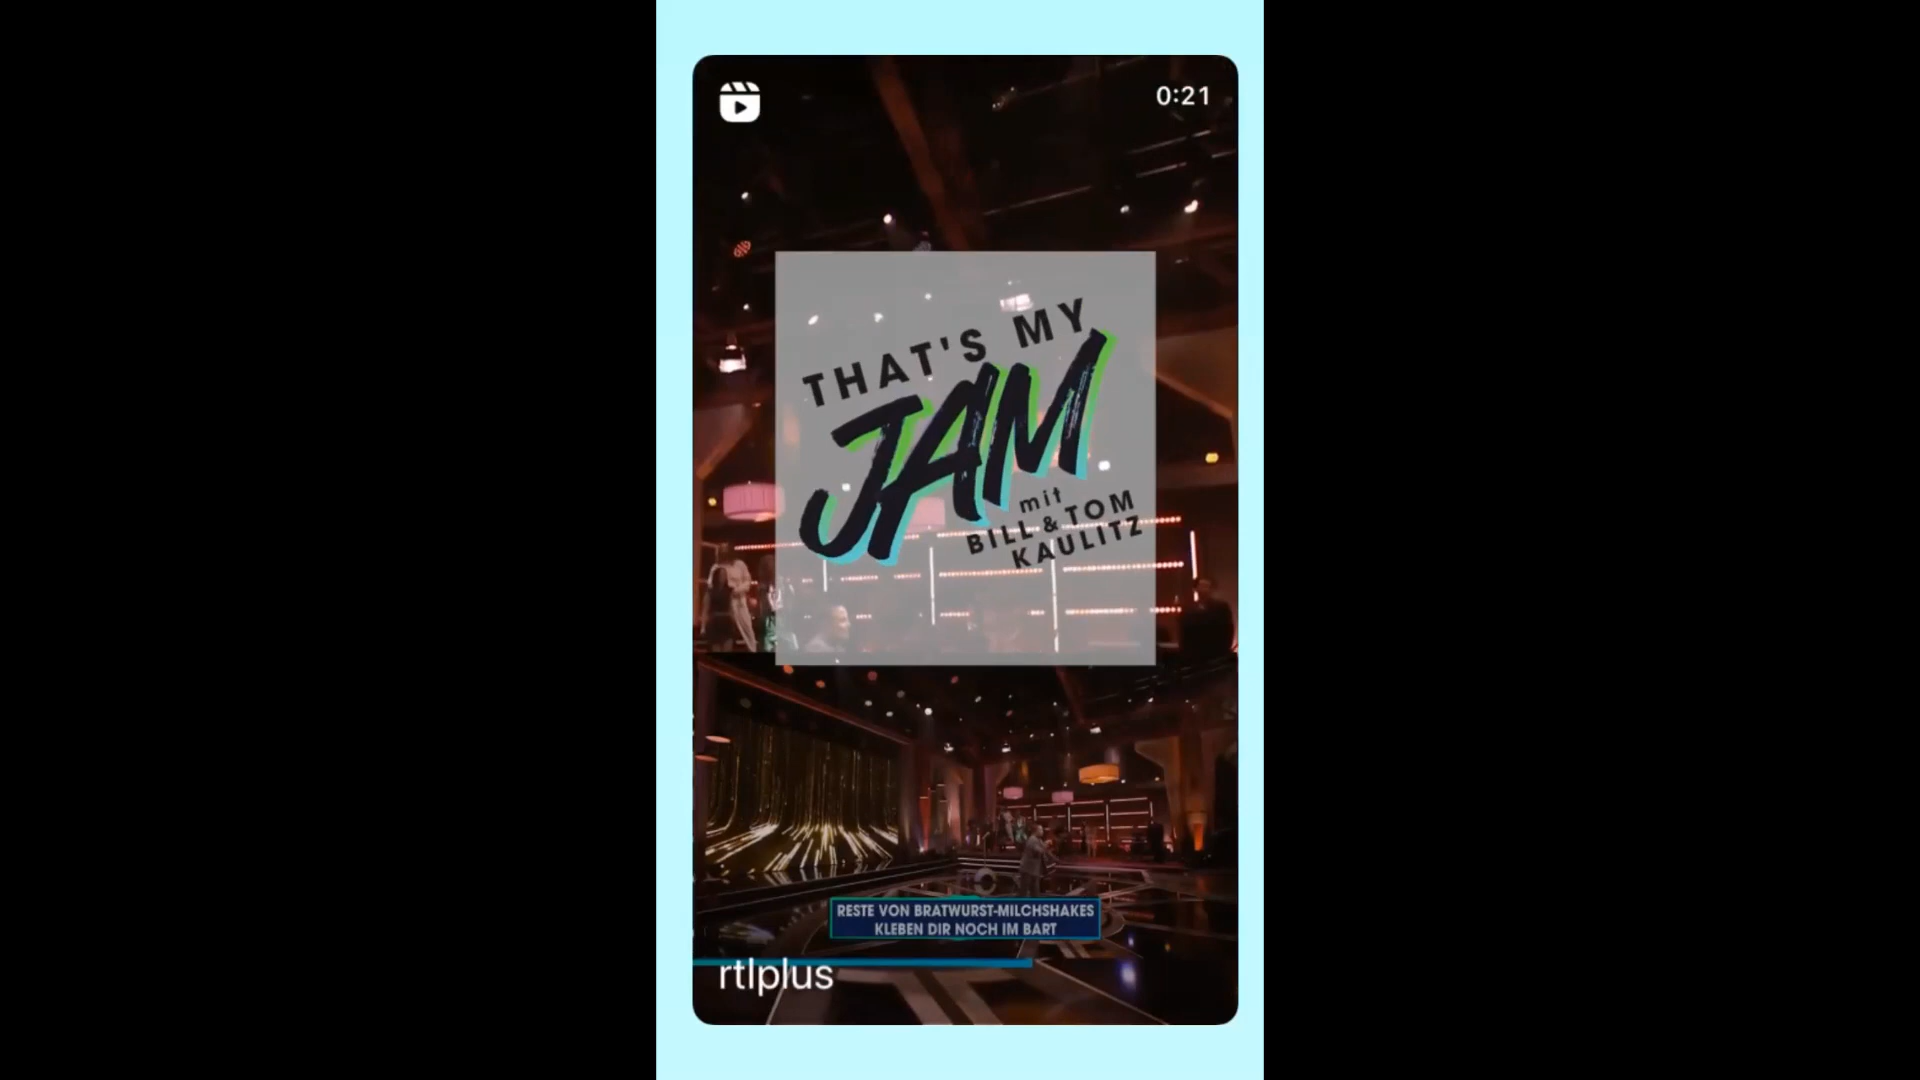 0:21
THAT'S MY
JAM
mit
BILL & TOM
KAULITZ
RESTE VON BRATWURST-MILCHSHAKES
KLEBEN DIR NOCH IM BART
rtlplus